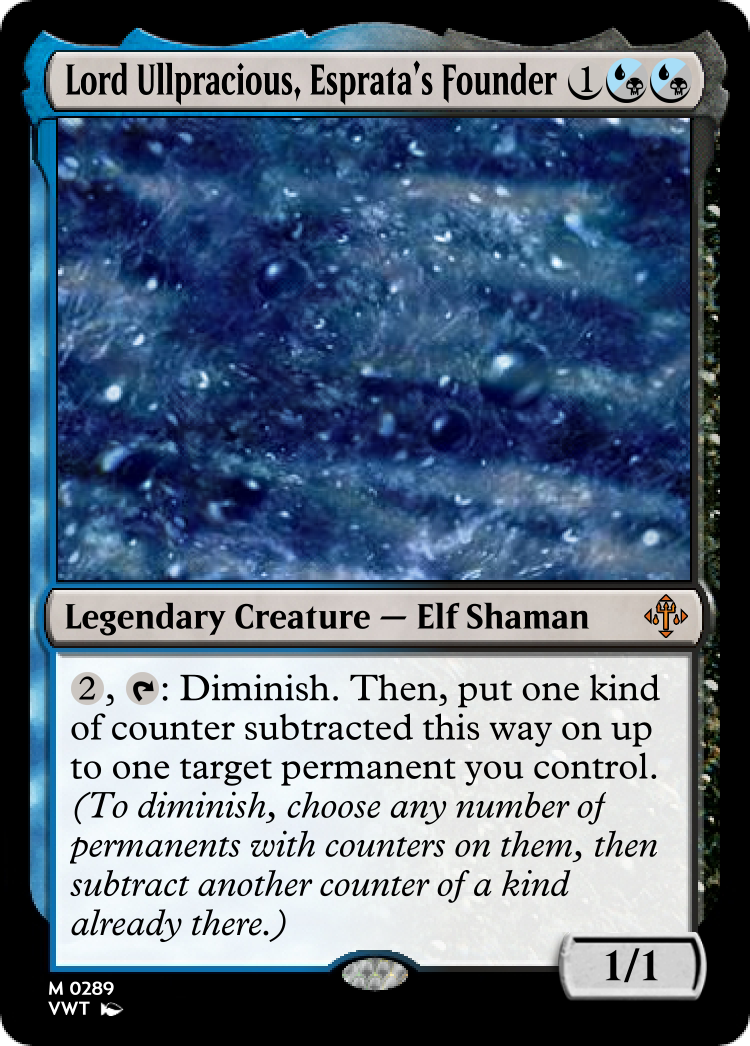 Lord Ullpracious, Esprata's Founder 1
Legendary Creature — Elf Shaman
2, : Diminish. Then, put one kind
of counter subtracted this way on up
to one target permanent you control.
(To diminish, choose any number of
permanents with counters on them, then
subtract another counter of a kind
already there.)
1/1
M 0289
VWT